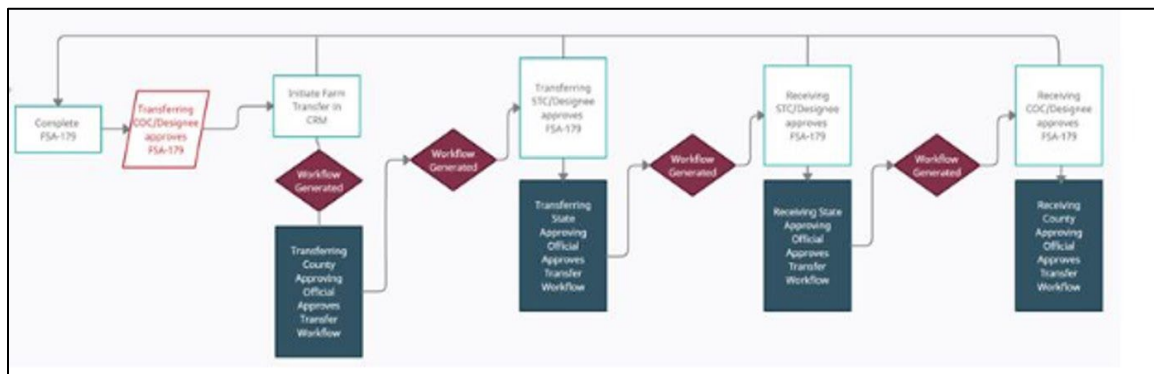 Complete
FSA-179
Transferring
COC/Designee
approves
FSA-179
Initiate Farm
Transfer in
CRM
Workflow
Generated
Transferring
County
Approving
Official
Approves
Transfer
Workflow
Workflow
Generated
Transferring
STC/Designee
approves
FSA-179
Transferring
State
Approving
Official
Approves
Transfer
Workflow
Workflow
Generated
Receiving
STC/Designee
approves
FSA-179
Receiving State
Approving
Official
Approves
Transfer
Workflow
Workflow
Generated
Receiving
COC/Designee
approves
FSA-179
Receiving
County
Approving
Official
Approves
Transfer
Workflow